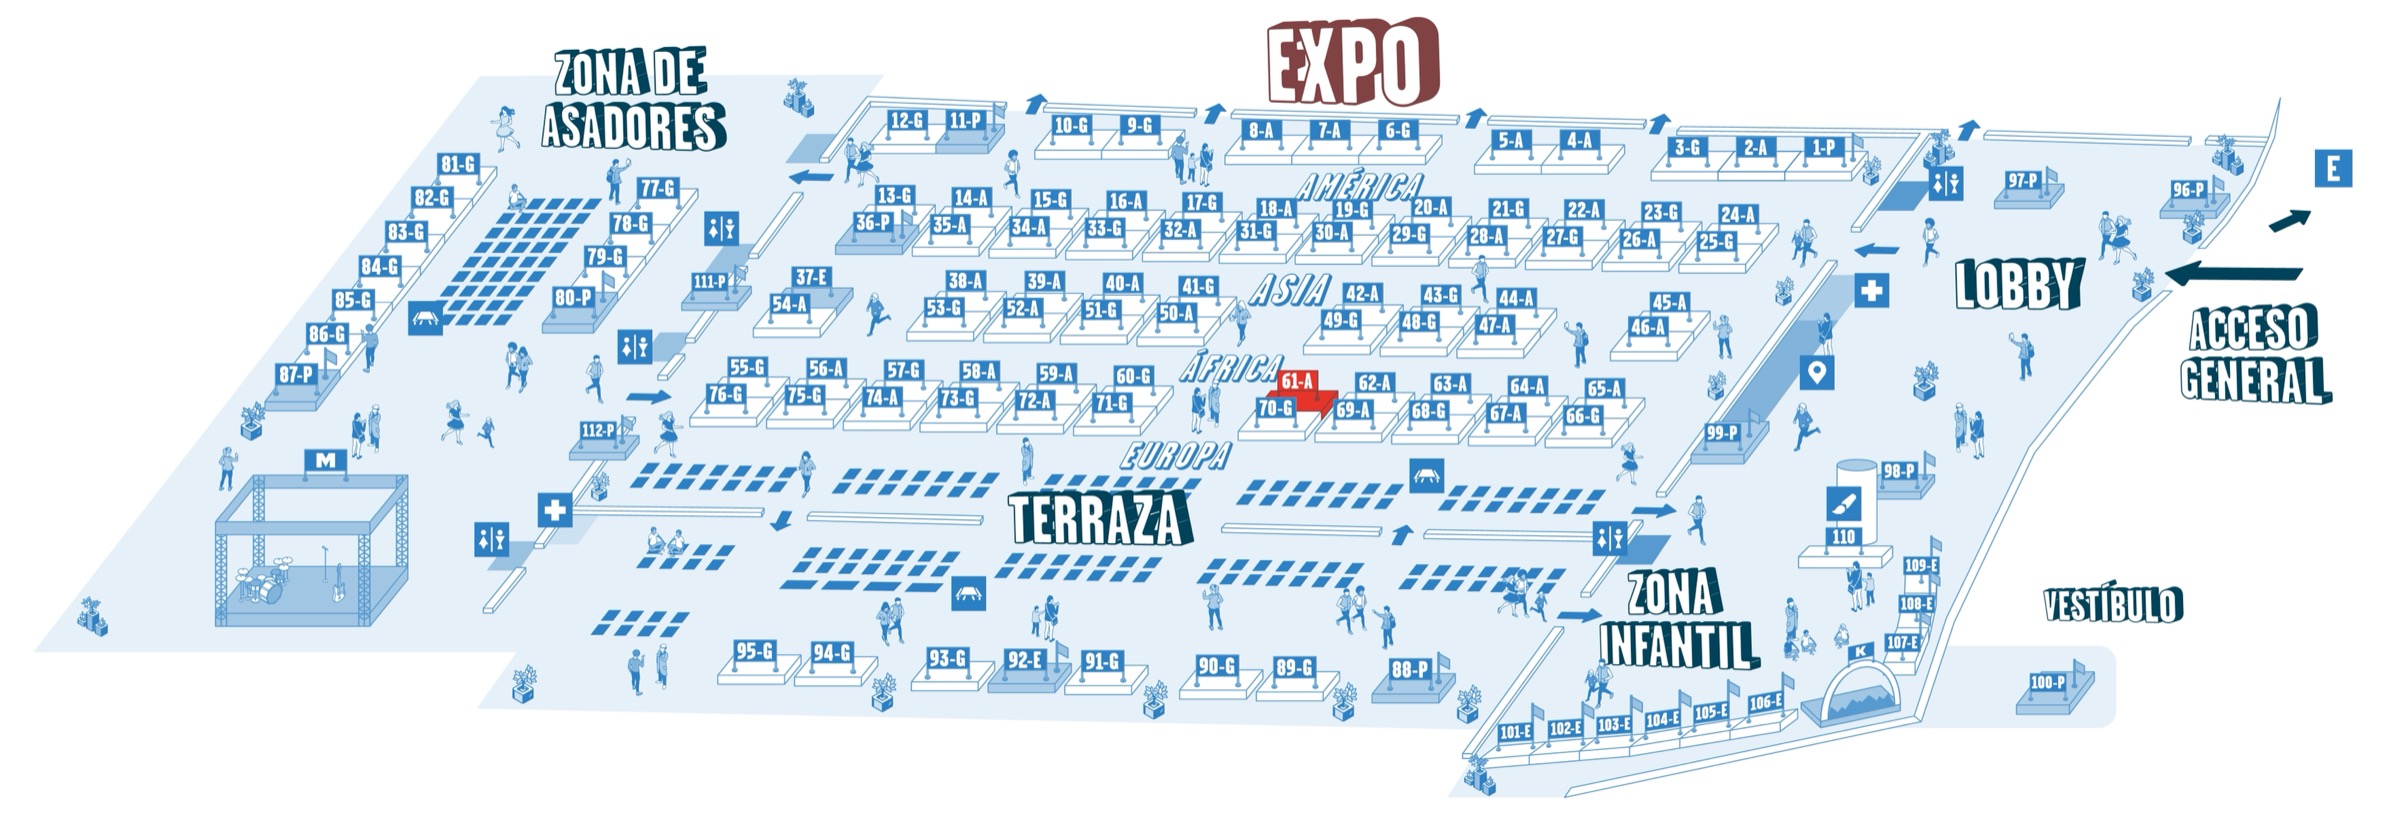 EXPO
ZONA DE
ASADORES
12-G 11-P 10-G 9-G 8-A 7-A 6-G 5-A 4-A 3-G 2-A 1-P
AMÉRICA
13-G 14-A 15-G 16-A 17-G 18-A 19-G 20-A 21-G 22-A 23-G 24-A
36-P 35-A 34-A 33-G 32-A 31-G 30-A 29-G 28-A 27-G 26-A 25-G
ASIA
111-P 37-E 38-A 39-A 40-A 41-G 42-A 43-G 44-A 45-A
54-A 53-G 52-A 51-G 50-A 49-G 48-G 47-A 46-A
ÁFRICA
55-G 56-A 57-G 58-A 59-A 60-G 61-A 62-A 63-A 64-A 65-A
76-G 75-G 74-A 73-G 72-A 71-G 70-G 69-A 68-G 67-A 66-G
112-P
EUROPA
81-G
82-G
83-G
84-G
85-G
86-G
87-P
77-G
78-G
79-G
80-P
M
TERRAZA
95-G 94-G 93-G 92-E 91-G 90-G 89-G 88-P
97-P
96-P
E
LOBBY
ACCESO
GENERAL
99-P
98-P
110
ZONA
INFANTIL
109-E
108-E
107-E
K
101-E 102-E 103-E 104-E 105-E 106-E
VESTÍBULO
100-P